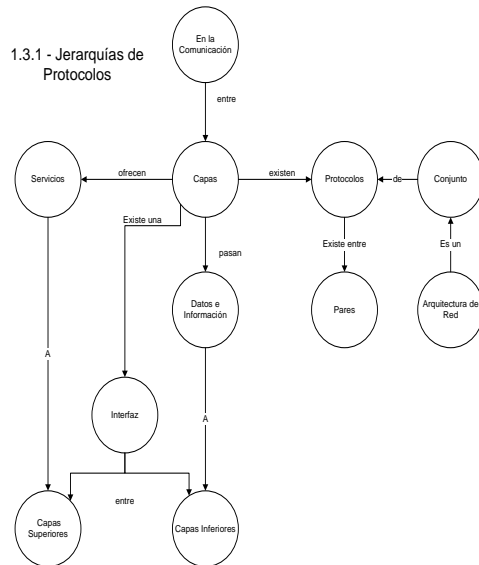 1.3.1 - Jerarquías de
Protocolos
En la
Comunicación
entre
Servicios
ofrecen
Capas
existen
Protocolos
de
Conjunto
Existe una
pasan
Existe entre
Es un
Datos e
Información
Pares
Arquitectura de
Red
A
A
Interfaz
entre
Capas
Superiores
Capas Inferiores